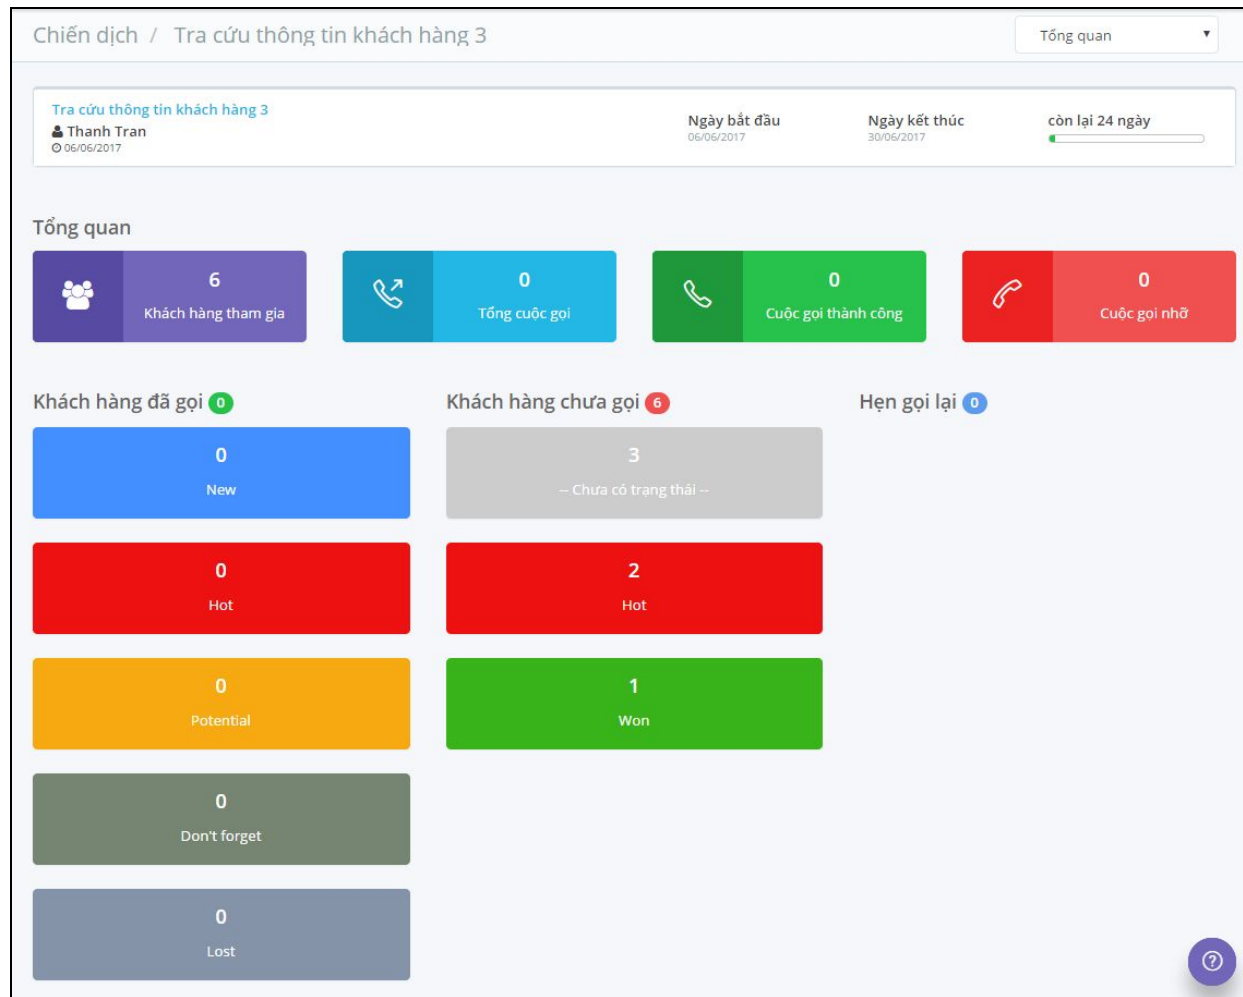 Chiến dịch / Tra cứu thông tin khách hàng 3
Tổng quan
Tra cứu thông tin khách hàng 3
Thanh Tran
06/06/2017
Ngày bắt đầu
06/06/2017
Ngày kết thúc
30/06/2017
còn lại 24 ngày
Tổng quan
6
Khách hàng tham gia
0
Tổng cuộc gọi
0
Cuộc gọi thành công
0
Cuộc gọi nhỡ
Khách hàng đã gọi 0
0
New
0
Hot
0
Potential
0
Don't forget
0
Lost
Khách hàng chưa gọi 6
3
-- Chưa có trạng thái --
2
Hot
1
Won
Hẹn gọi lại 0